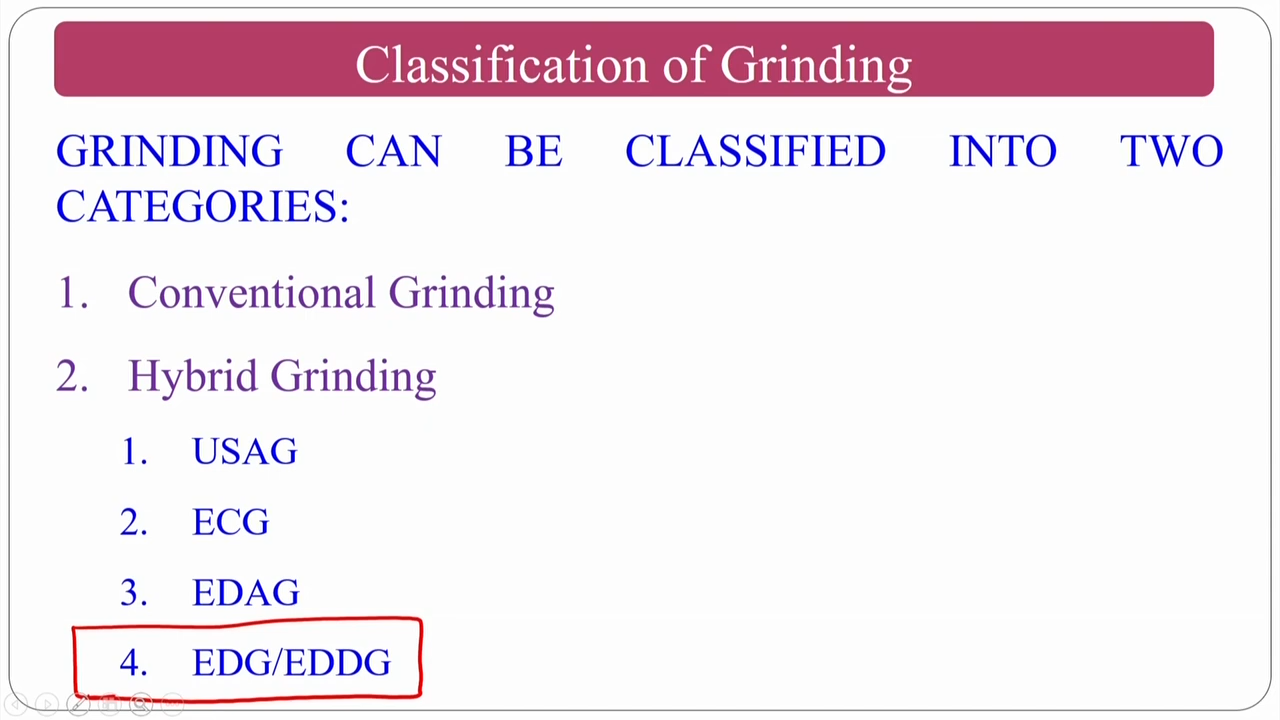 Classification of Grinding
GRINDING CAN BE CLASSIFIED INTO TWO
CATEGORIES:
1. Conventional Grinding
2. Hybrid Grinding
1. USAG
2. ECG
3. EDAG
4. EDG/EDDG